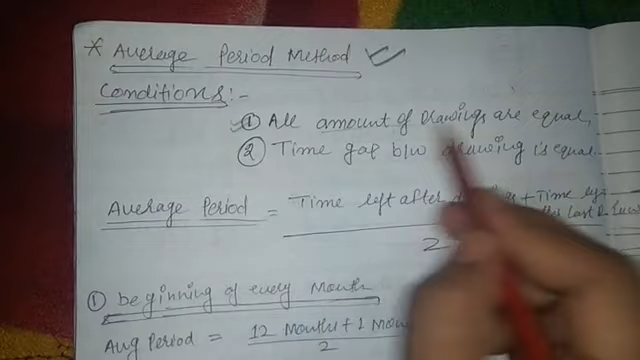 * Average Period Method
Conditions:-
① All amount of Drawings are equal,
② Time gap b/w drawing is equal.
Average Period = Time left after + Time
2
① beginning of every Month
Avg Period = 12 Months + 1
2